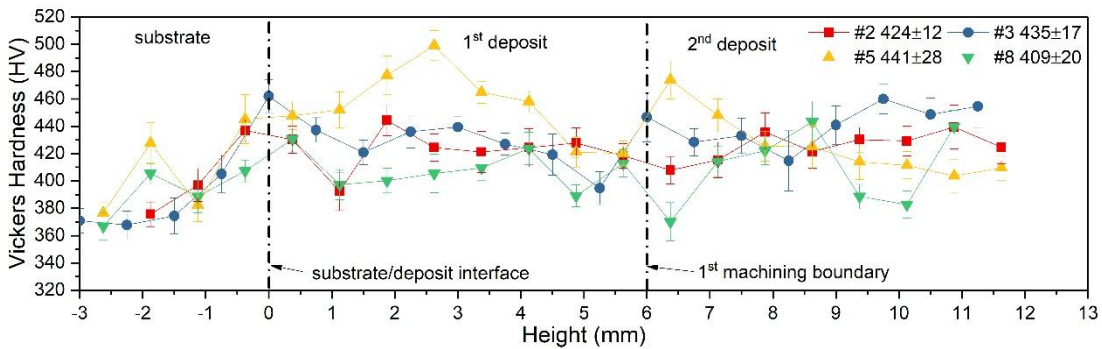 520
500
480
460
440
420
400
380
360
340
320
Vickers Hardness (HV)
substrate
1st deposit
2nd deposit
#2 424±12
#3 435±17
#5 441±28
#8 409±20
substrate/deposit interface
1st machining boundary
-3 -2 -1 0 1 2 3 4 5 6 7 8 9 10 11 12 13
Height (mm)